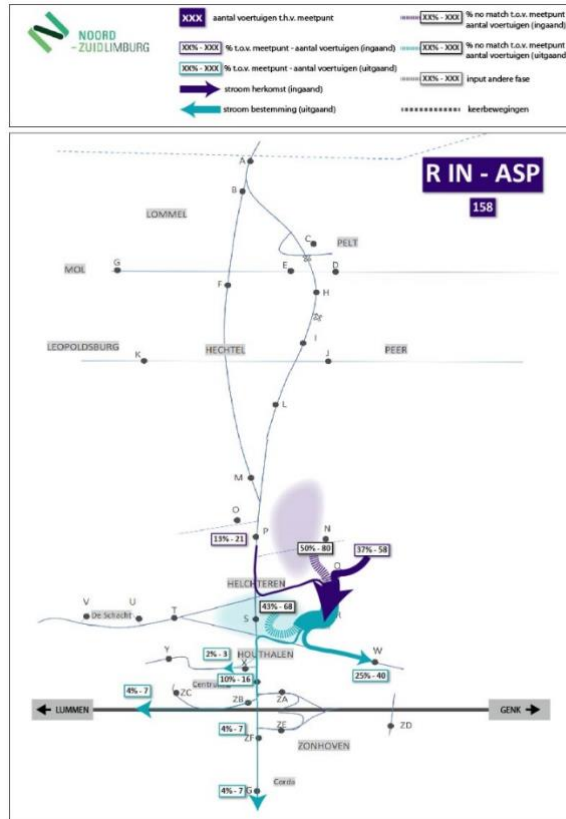 NOORD
-ZUIDLIMBURG
XXX aantal voertuigen t.h.v. meetpunt
XX% - XXX % t.o.v. meetpunt - aantal voertuigen (ingaand)
XX% - XXX % t.o.v. meetpunt - aantal voertuigen (uitgaand)
stroom herkomst (ingaand)
stroom bestemming (uitgaand)
XX% - XXX % no match t.o.v. meetpunt
aantal voertuigen (ingaand)
XX% - XXX % no match t.o.v. meetpunt
aantal voertuigen (uitgaand)
XX% - XXX input andere fase
keerbewegingen
R IN - ASP
158
A
B
LOMMEL
C
PELT
MOL
G
E
D
F
H
I
LEOPOLDSBURG
HECHTEL
PEER
K
J
L
M
O
P
N
13% - 21
50% - 80
37% - 58
Q
HELCHTEREN
V
U
T
De Schacht
43% - 68
S
Y
2% - 3
X
HOUTHALEN
W
10% - 16
25% - 40
4% - 7
ZC
ZB
ZA
LUMMEN
GENK
4% - 7
ZF
ZE
ZD
ZONHOVEN
4% - 7
G